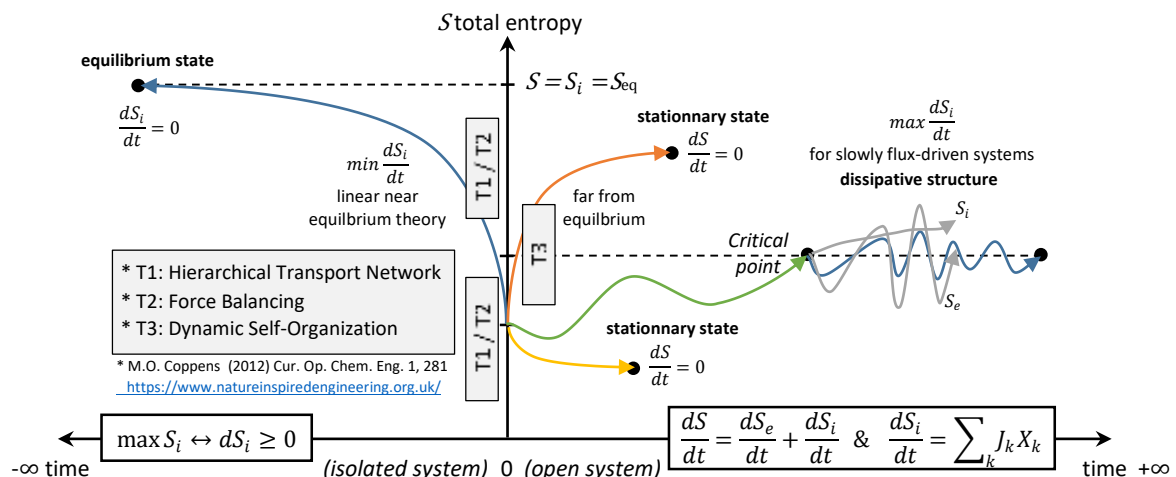 S total entropy
equilibrium state
dS_i/dt = 0
S = S_i = S_eq
min dS_i/dt
linear near
equilbrium theory
T1 / T2
stationnary state
dS/dt = 0
far from
equilbrium
T3
max dS_i/dt
for slowly flux-driven systems
dissipative structure
S_i
S_e
Critical
point
* T1: Hierarchical Transport Network
* T2: Force Balancing
* T3: Dynamic Self-Organization
T1 / T2
stationnary state
dS/dt = 0
* M.O. Coppens (2012) Cur. Op. Chem. Eng. 1, 281
https://www.natureinspiredengineering.org.uk/
max S_i ↔ dS_i ≥ 0
dS/dt = dS_e/dt + dS_i/dt & dS_i/dt = ∑_k J_k X_k
-∞ time
(isolated system) 0 (open system)
time +∞